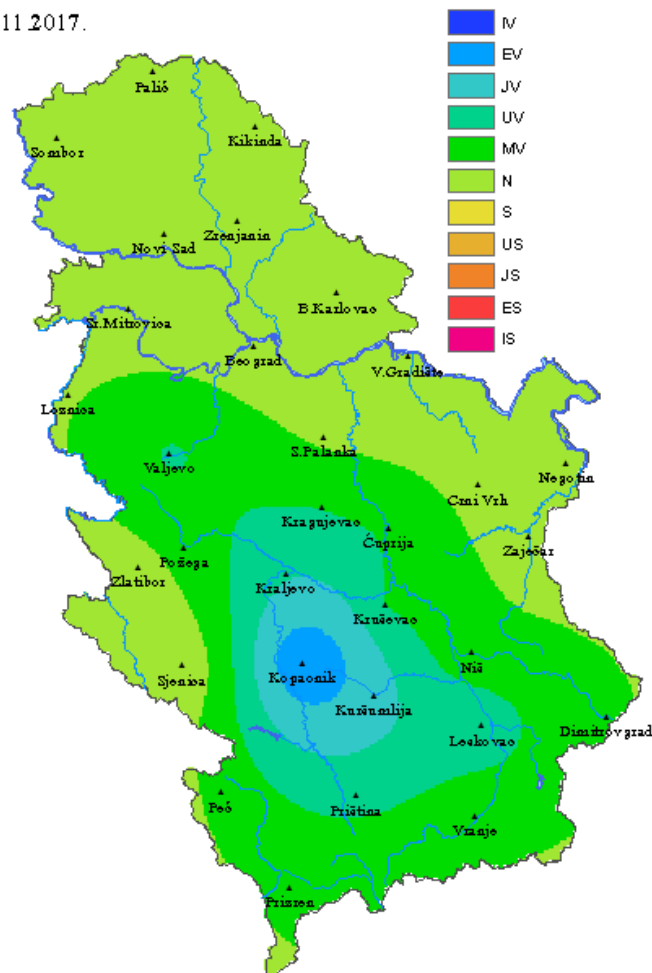 11.2017.
IV
EV
JV
UV
MV
N
S
US
JS
ES
IS
Palić
Sombor
Kikinda
Zrenjanin
Novi Sad
B.Karlovac
Sr.Mitrovica
Beograd
V.Gradište
Loznica
S.Palanka
Valjevo
Negotin
Crni Vrh
Kragujevac
Ćuprija
Zaječar
Požega
Zlatibor
Kraljevo
Kruševac
Niš
Sjenica
Kopaonik
Kuršumlija
Leskovac
Dimitrovgrad
Peć
Priština
Vranje
Prizren